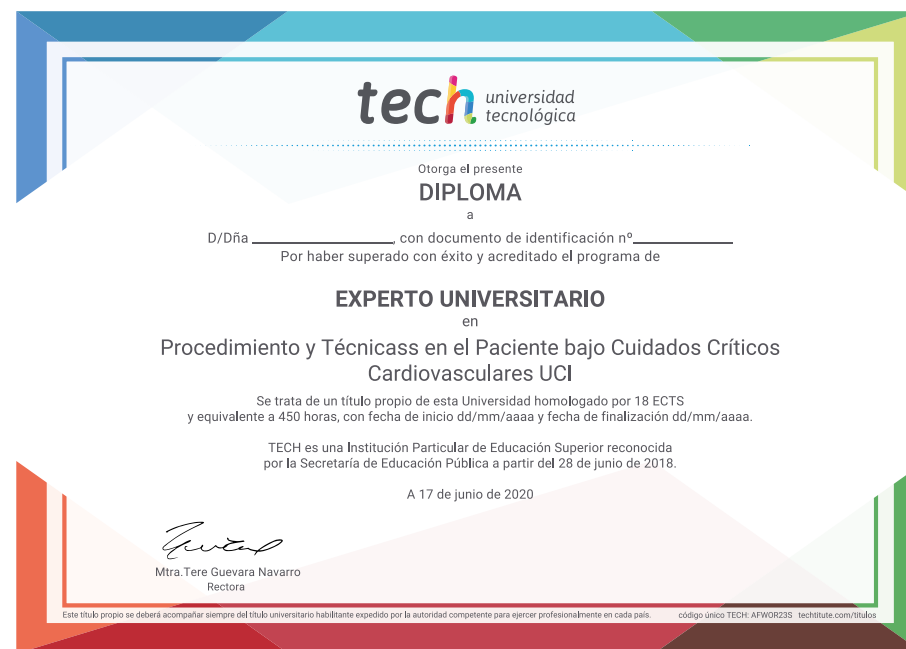 tech universidad
tecnológica
Otorga el presente
DIPLOMA
a
D/Dña ____________________, con documento de identificación nº______________
Por haber superado con éxito y acreditado el programa de
EXPERTO UNIVERSITARIO
en
Procedimiento y Técnicass en el Paciente bajo Cuidados Críticos
Cardiovasculares UCI
Se trata de un título propio de esta Universidad homologado por 18 ECTS
y equivalente a 450 horas, con fecha de inicio dd/mm/aaaa y fecha de finalización dd/mm/aaaa.
TECH es una Institución Particular de Educación Superior reconocida
por la Secretaría de Educación Pública a partir del 28 de junio de 2018.
A 17 de junio de 2020
Mtra.Tere Guevara Navarro
Rectora
Este título propio se deberá acompañar siempre del título universitario habilitante expedido por la autoridad competente para ejercer profesionalmente en cada país. código único TECH: AFWOR23S techtitute.com/titulos